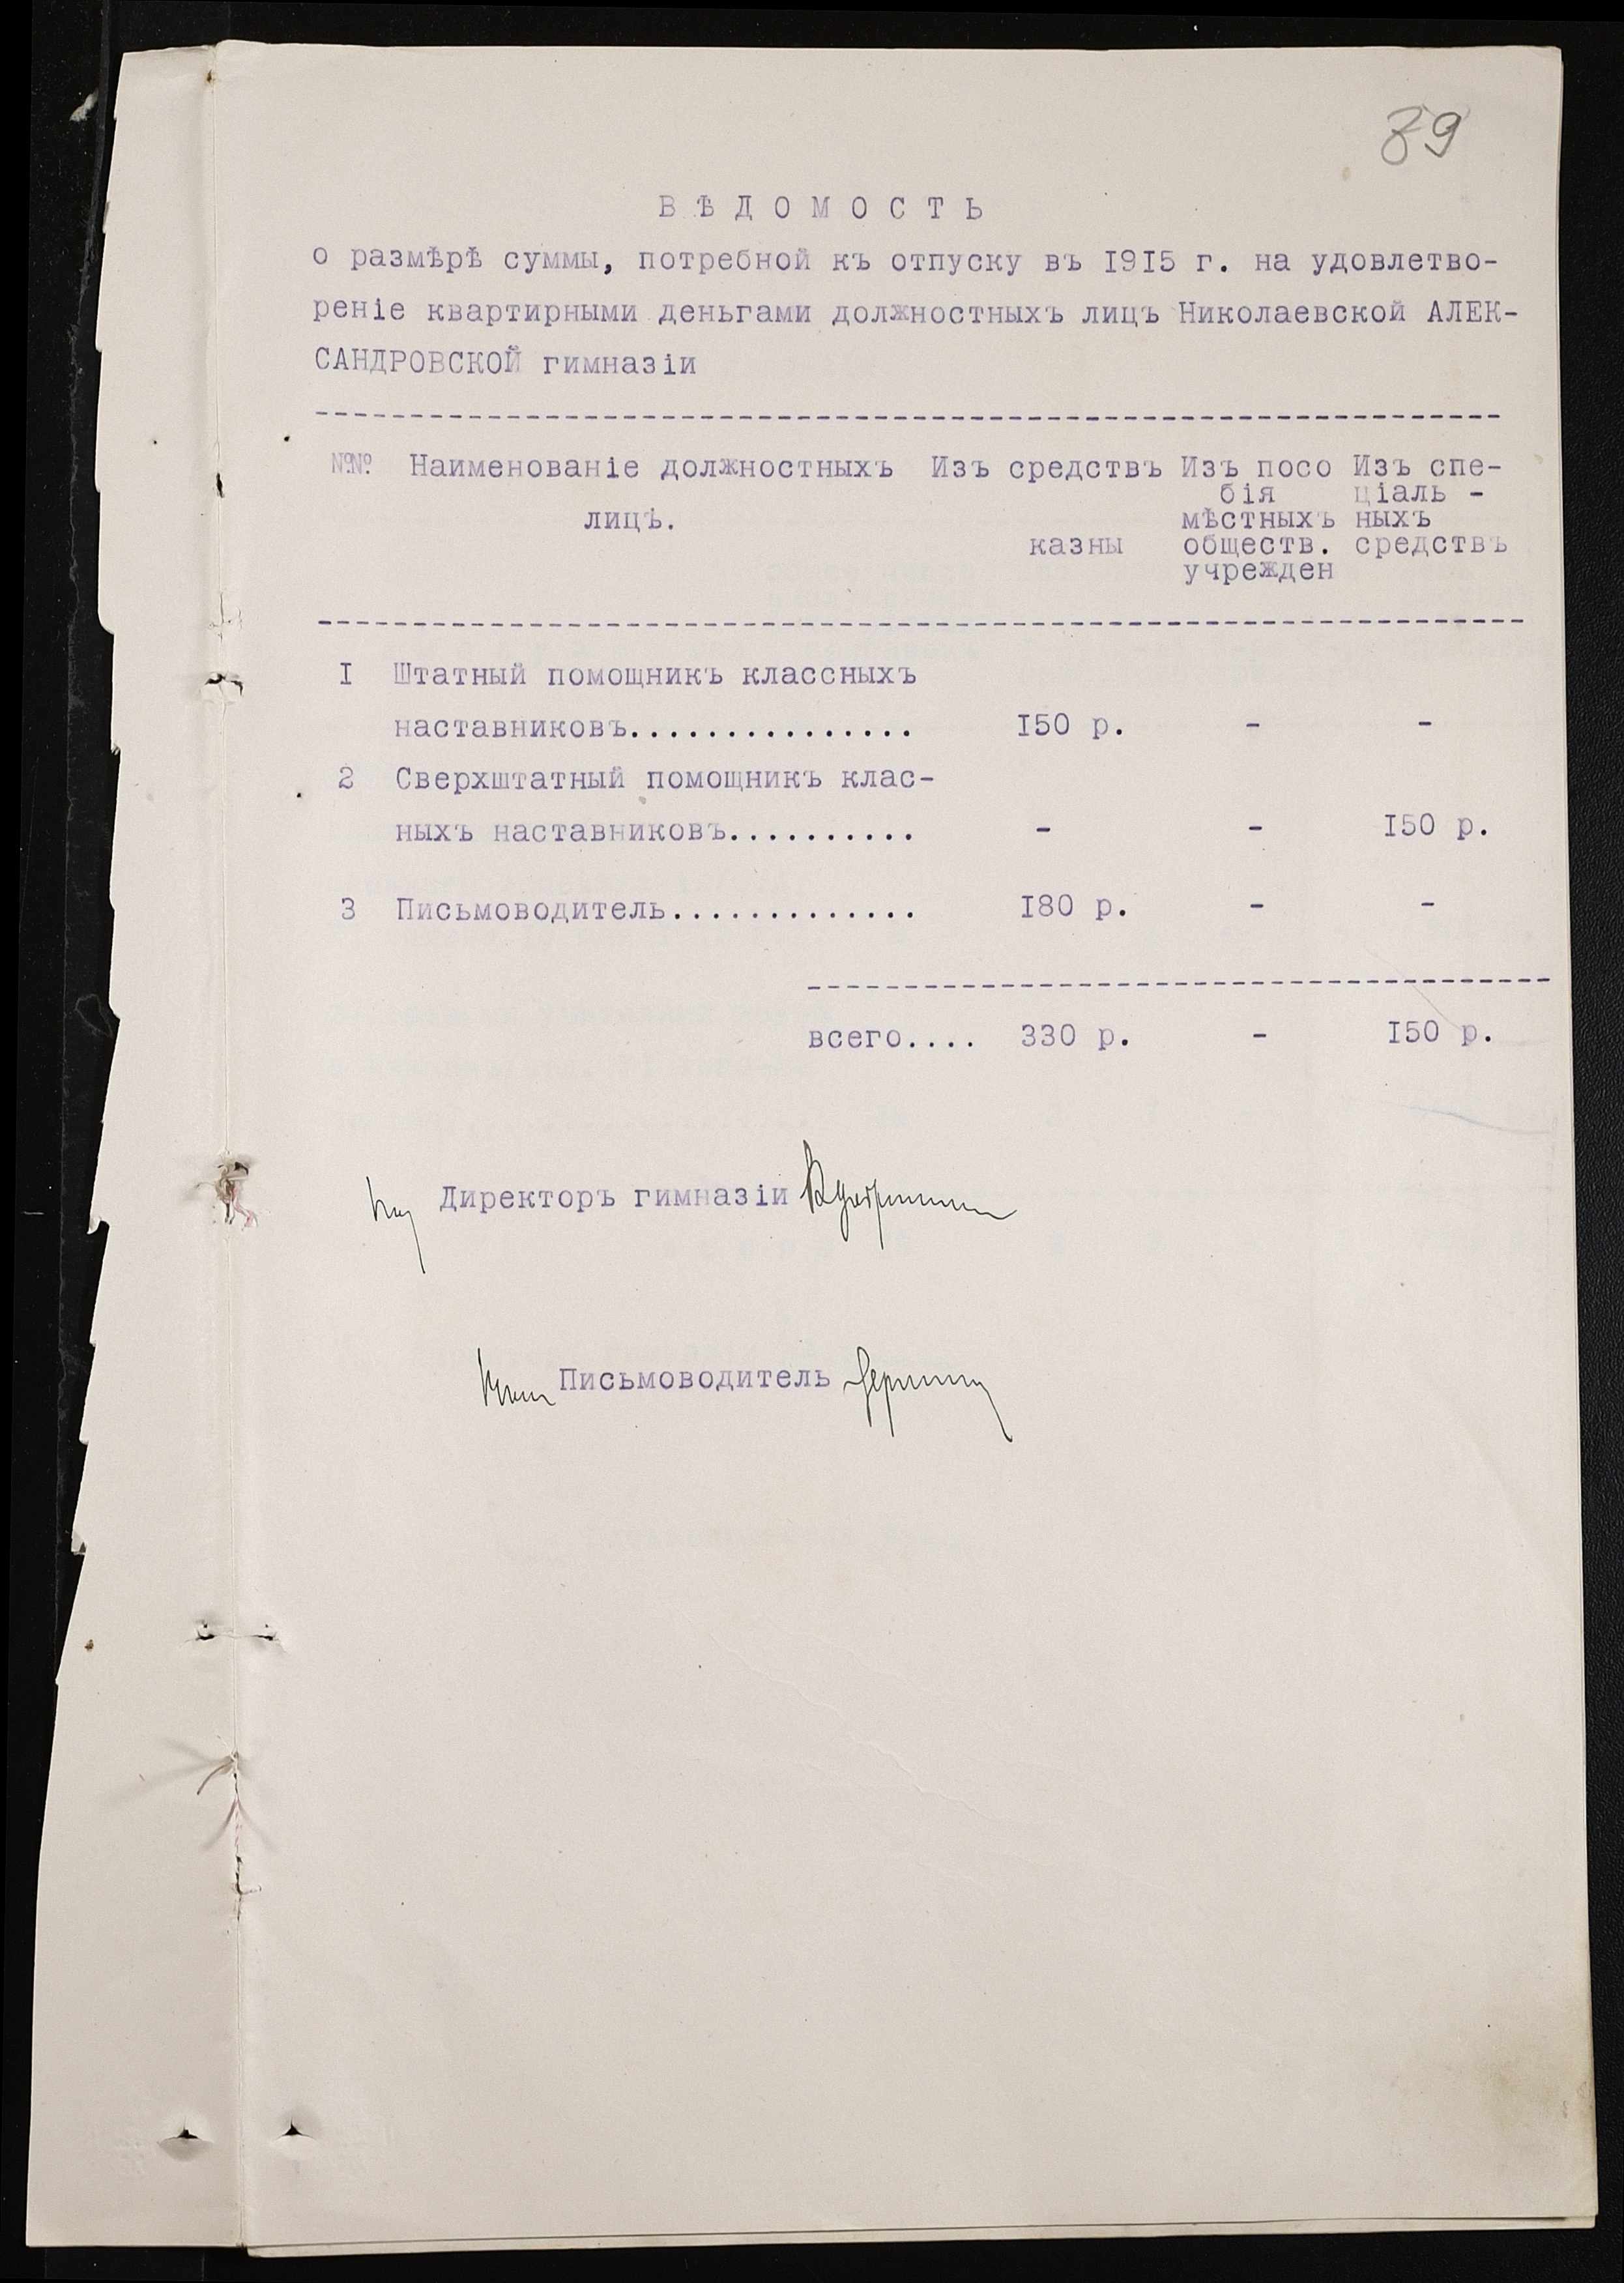 89
ВѢДОМОСТЬ
о размѣрѣ суммы, потребной къ отпуску въ 1915 г. на удовлетво-
реніе квартирными деньгами должностныхъ лицъ Николаевской АЛЕК-
САНДРОВСКОЙ гимназіи
№№ Наименованіе должностныхъ Изъ средствъ Изъ посо Изъ спе-
бія ціаль -
лицъ. мѣстныхъ ныхъ
казны обществ. средствъ
учрежден
I Штатный помощникъ классныхъ
наставниковъ............... 150 р. - -
2 Сверхштатный помощникъ клас-
ныхъ наставниковъ.......... - - 150 р.
3 Письмоводитель............. 180 р. - -
всего.... 330 р. - 150 р.
Директоръ гимназіи
Письмоводитель